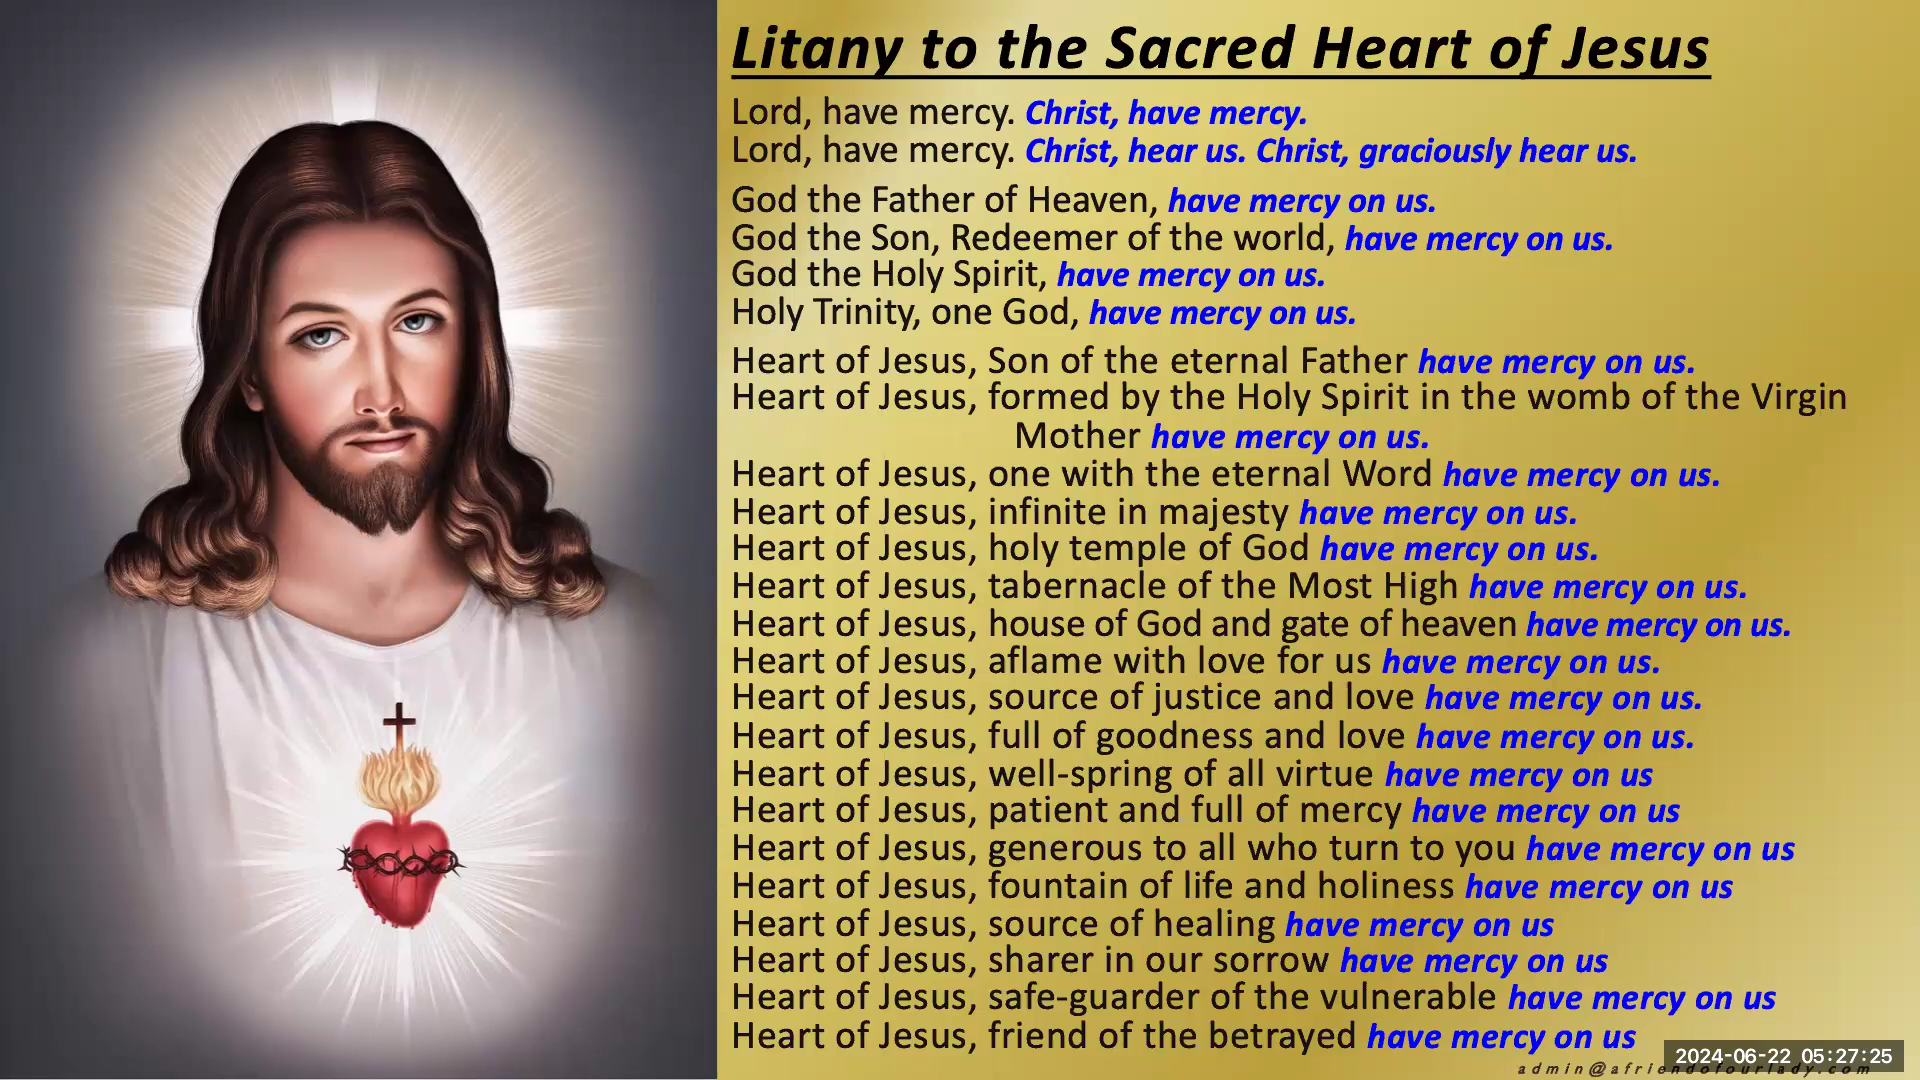 Litany to the Sacred Heart of Jesus
Lord, have mercy. Christ, have mercy.
Lord, have mercy. Christ, hear us. Christ, graciously hear us.
God the Father of Heaven, have mercy on us.
God the Son, Redeemer of the world, have mercy on us.
God the Holy Spirit, have mercy on us.
Holy Trinity, one God, have mercy on us.
Heart of Jesus, Son of the eternal Father have mercy on us.
Heart of Jesus, formed by the Holy Spirit in the womb of the Virgin
Mother have mercy on us.
Heart of Jesus, one with the eternal Word have mercy on us.
Heart of Jesus, infinite in majesty have mercy on us.
Heart of Jesus, holy temple of God have mercy on us.
Heart of Jesus, tabernacle of the Most High have mercy on us.
Heart of Jesus, house of God and gate of heaven have mercy on us.
Heart of Jesus, aflame with love for us have mercy on us.
Heart of Jesus, source of justice and love have mercy on us.
Heart of Jesus, full of goodness and love have mercy on us.
Heart of Jesus, well-spring of all virtue have mercy on us
Heart of Jesus, patient and full of mercy have mercy on us
Heart of Jesus, generous to all who turn to you have mercy on us
Heart of Jesus, fountain of life and holiness have mercy on us
Heart of Jesus, source of healing have mercy on us
Heart of Jesus, sharer in our sorrow have mercy on us
Heart of Jesus, safe-guarder of the vulnerable have mercy on us
Heart of Jesus, friend of the betrayed have mercy on us
2024-06-22 05:27:25
admin@afriendofourlady.com